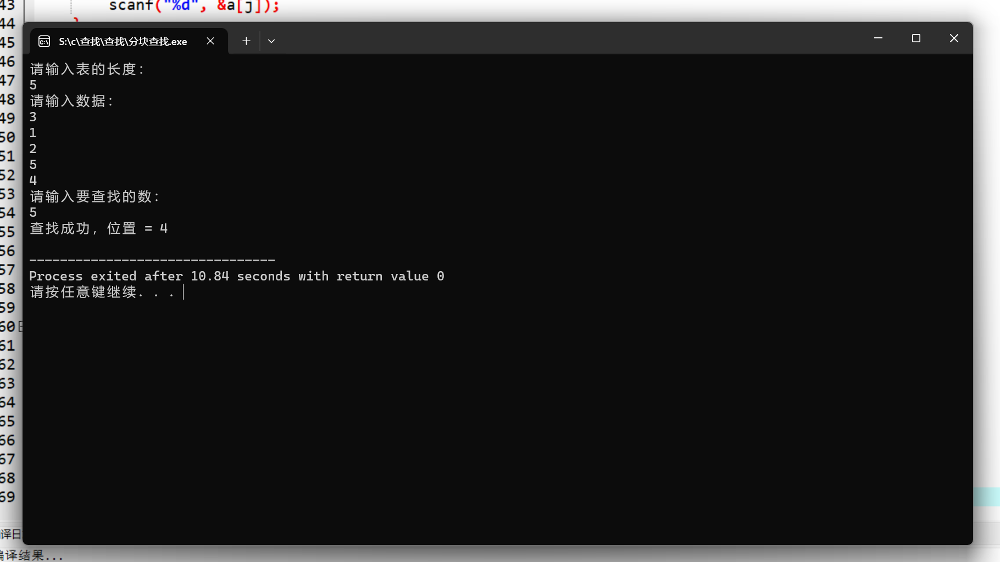 43 scanf("%d", &a[j]);
44 }
45
S:\c\查找\查找\分块查找.exe
46 请输入表的长度:
47 5
48 请输入数据:
49 3
50 1
51 2
5
52 4
53 请输入要查找的数:
54 5
55 查找成功, 位置 = 4
56
57 --------------------------------
58 Process exited after 10.84 seconds with return value 0
59 请按任意键继续. . .
60
61
62
63
64
65
66
67
68
69
译日
编译结果...